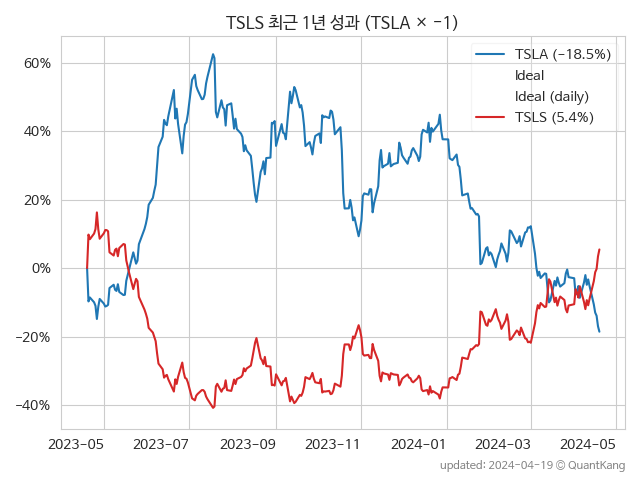 TSLS 최근 1년 성과 (TSLA × −1)
TSLA (−18.5%)
Ideal
Ideal (daily)
TSLS (5.4%)
60%
40%
20%
0%
−20%
−40%
2023-05 2023-07 2023-09 2023-11 2024-01 2024-03 2024-05
updated: 2024-04-19 © QuantKang